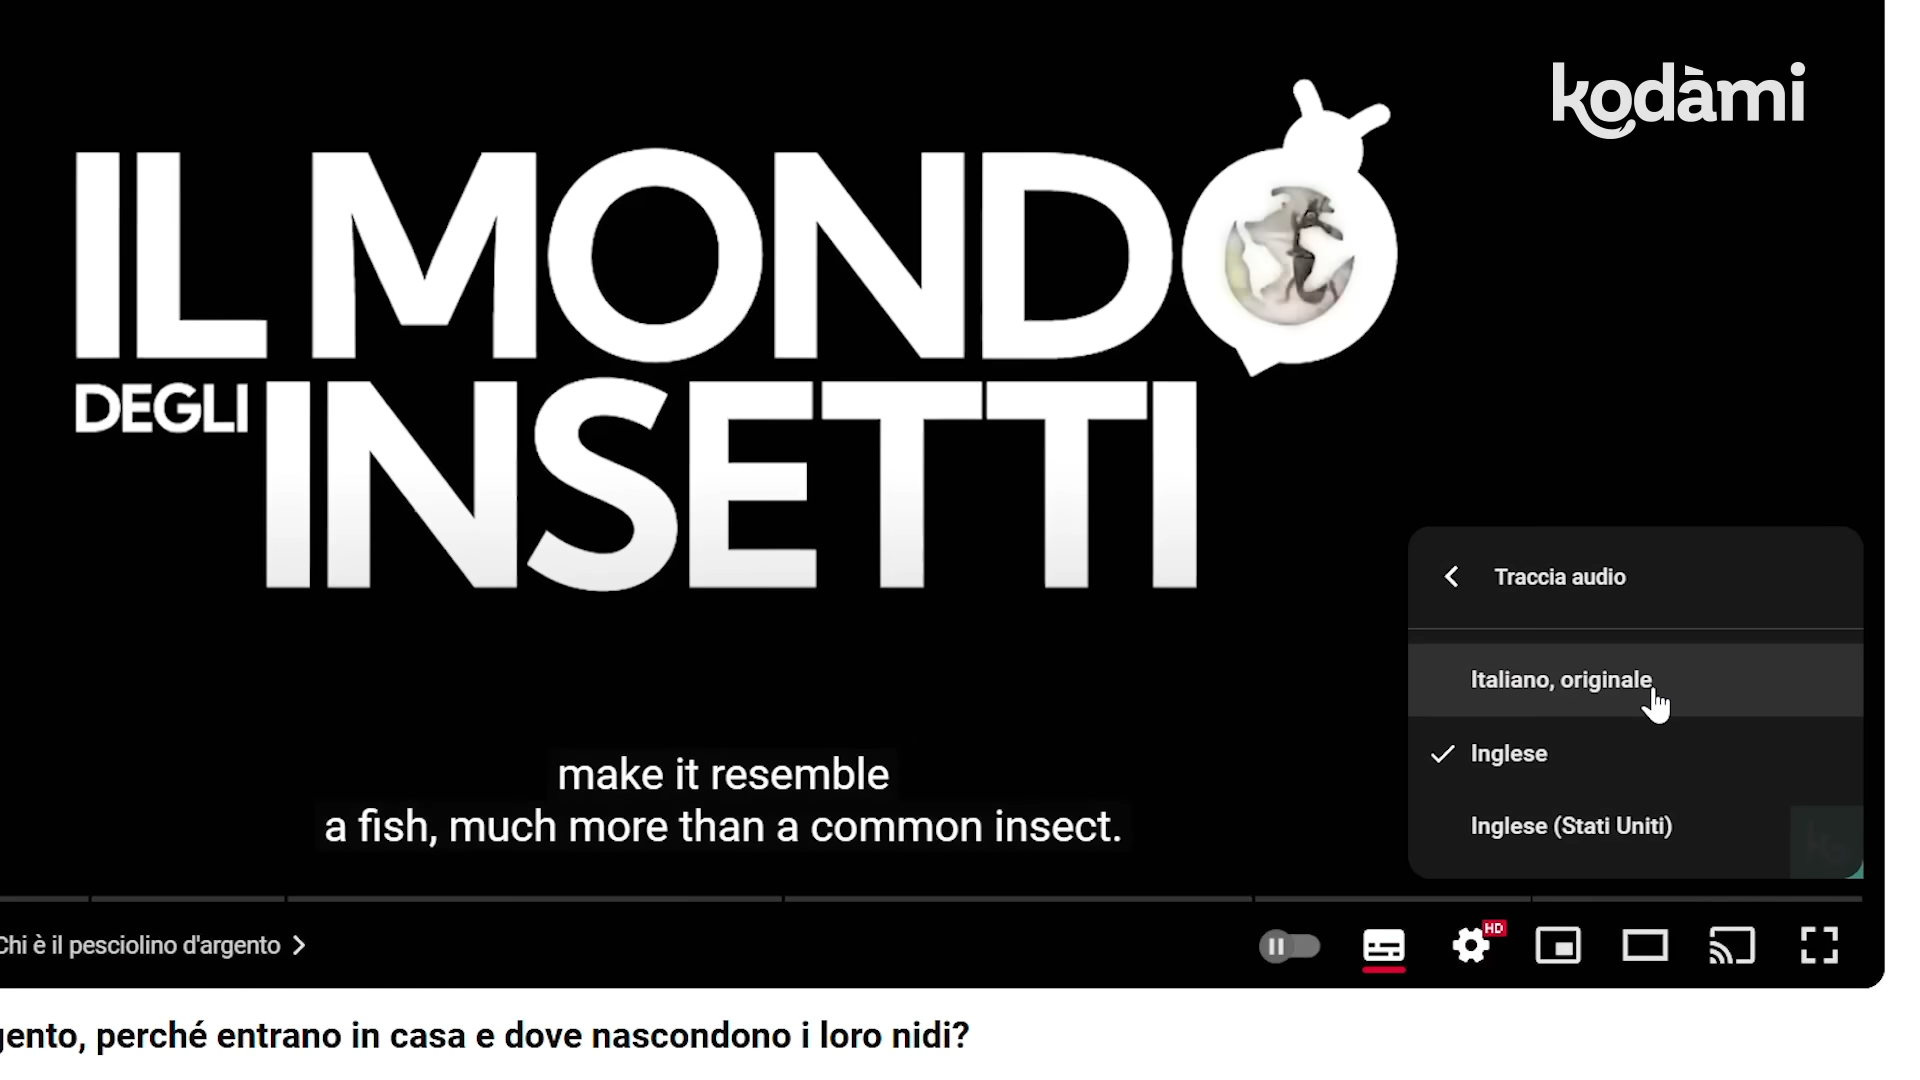 kodàmi
IL MONDO
DEGLI INSETTI
Traccia audio
Italiano, originale
Inglese
Inglese (Stati Uniti)
make it resemble
a fish, much more than a common insect.
Chi è il pesciolino d'argento
HD
perché entrano in casa e dove nascondono i loro nidi?